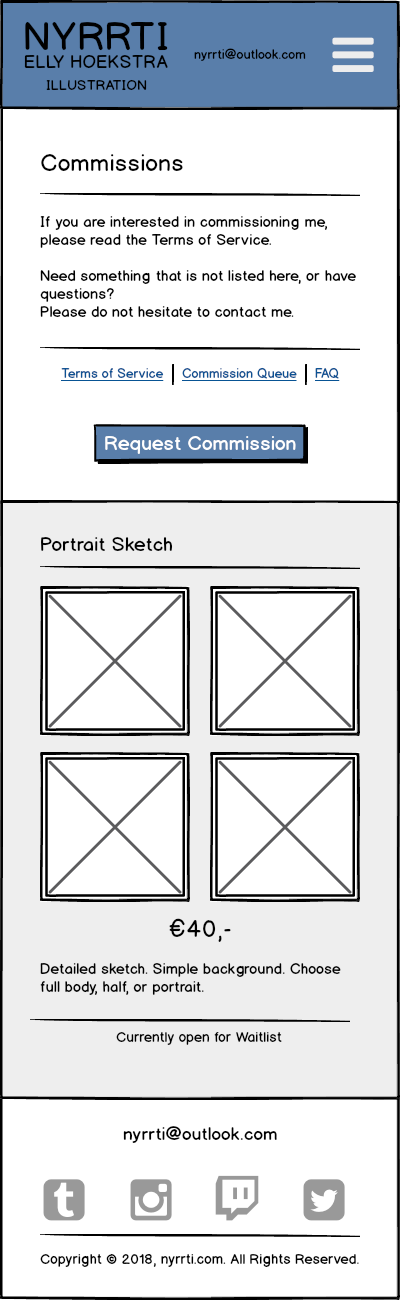 NYRRTI
ELLY HOEKSTRA
ILLUSTRATION
nyrrti@outlook.com
Commissions
If you are interested in commissioning me,
please read the Terms of Service.
Need something that is not listed here, or have
questions?
Please do not hesitate to contact me.
Terms of Service | Commission Queue | FAQ
Request Commission
Portrait Sketch
€40,-
Detailed sketch. Simple background. Choose
full body, half, or portrait.
Currently open for Waitlist
nyrrti@outlook.com
Copyright © 2018, nyrrti.com. All Rights Reserved.